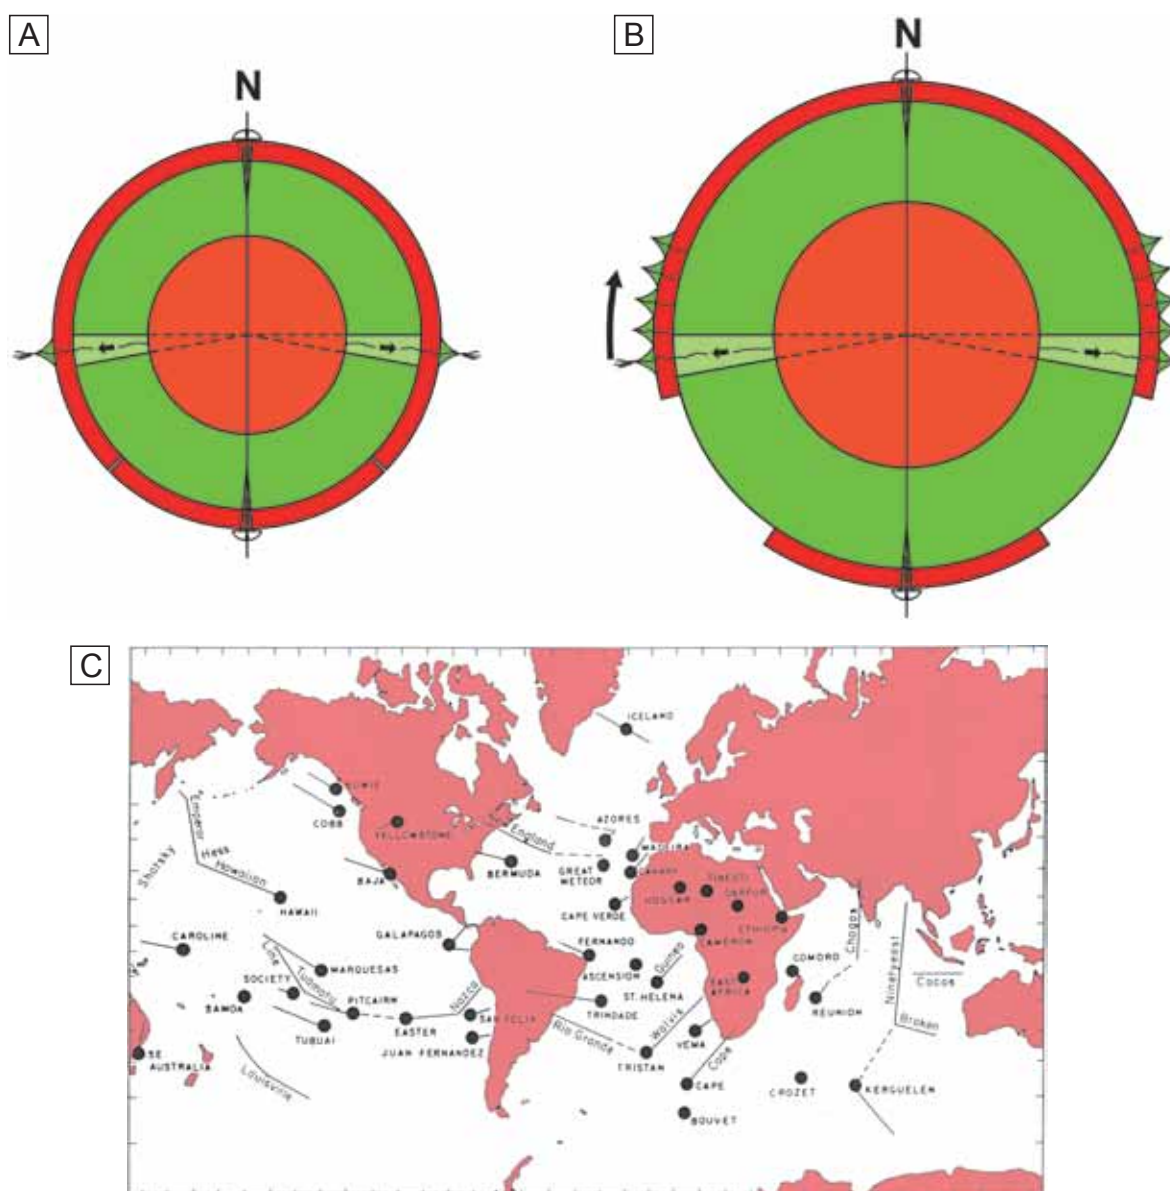 A
B
N
N
C
ICELAND
BOWIE
COBB
YELLOWSTONE
Emperor
Hess
Hawaiian
Shatsky
HAWAII
BAJA
BERMUDA
England
AZORES
GREAT
METEOR
MADEIRA
CANARY
TIBESTI
HOGGAR
DARFUR
CAPE VERDE
ETHIOPIA
CAMERON
CAROLINE
GALAPAGOS
FERNANDO
ASCENSION
Guinea
ST. HELENA
EAST
AFRICA
COMORO
Chagos
Ninetyeast
Cocos
Broken
REUNION
Line
Tuamotu
MARQUESAS
SOCIETY
SAMOA
PITCAIRN
TUBUAI
EASTER
Nazca
SAN FELIX
JUAN FERNANDEZ
TRINDADE
Rio Grande
Walvis
VEMA
TRISTAN
Cape
CAPE
BOUVET
CROZET
KERGUELEN
SE
AUSTRALIA
Louisville